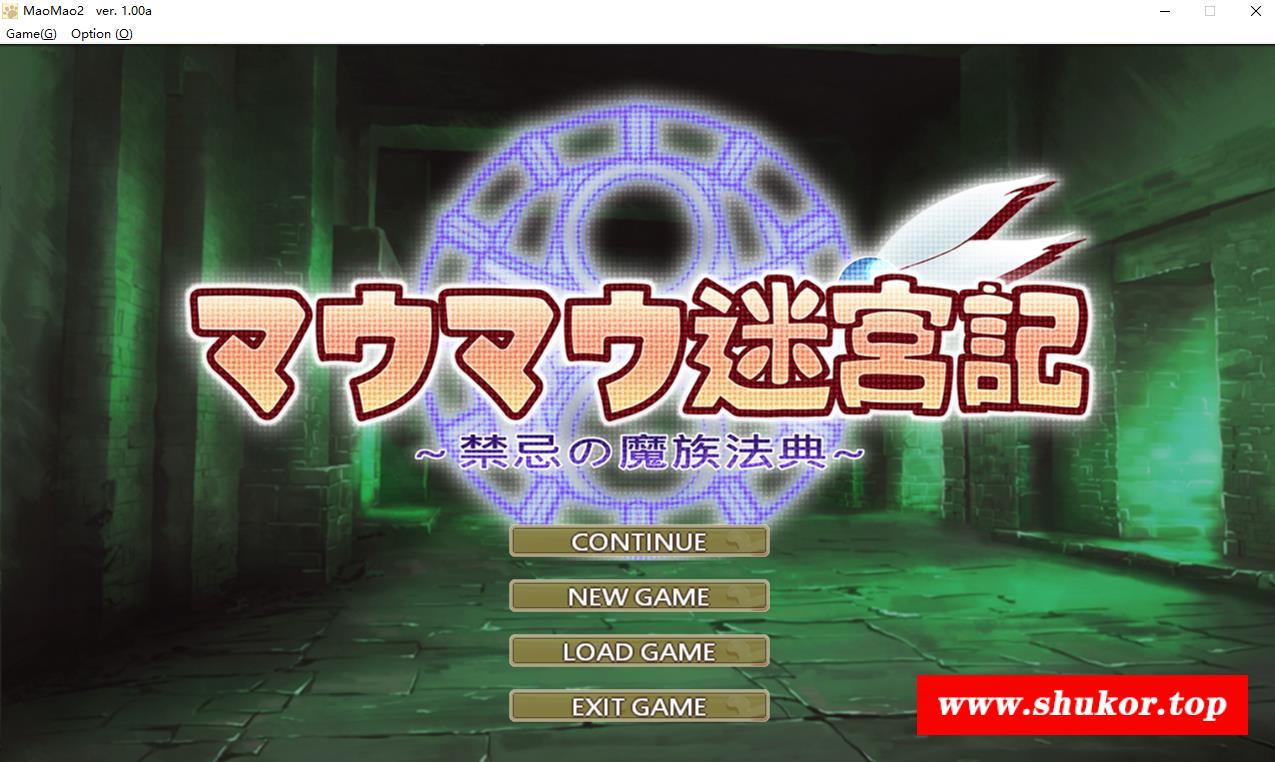 MaoMao2 ver. 1.00a
Game(G) Option (O)
マウマウ迷宮記
~禁忌の魔族法典~
CONTINUE
NEW GAME
LOAD GAME
EXIT GAME
www.shukor.top